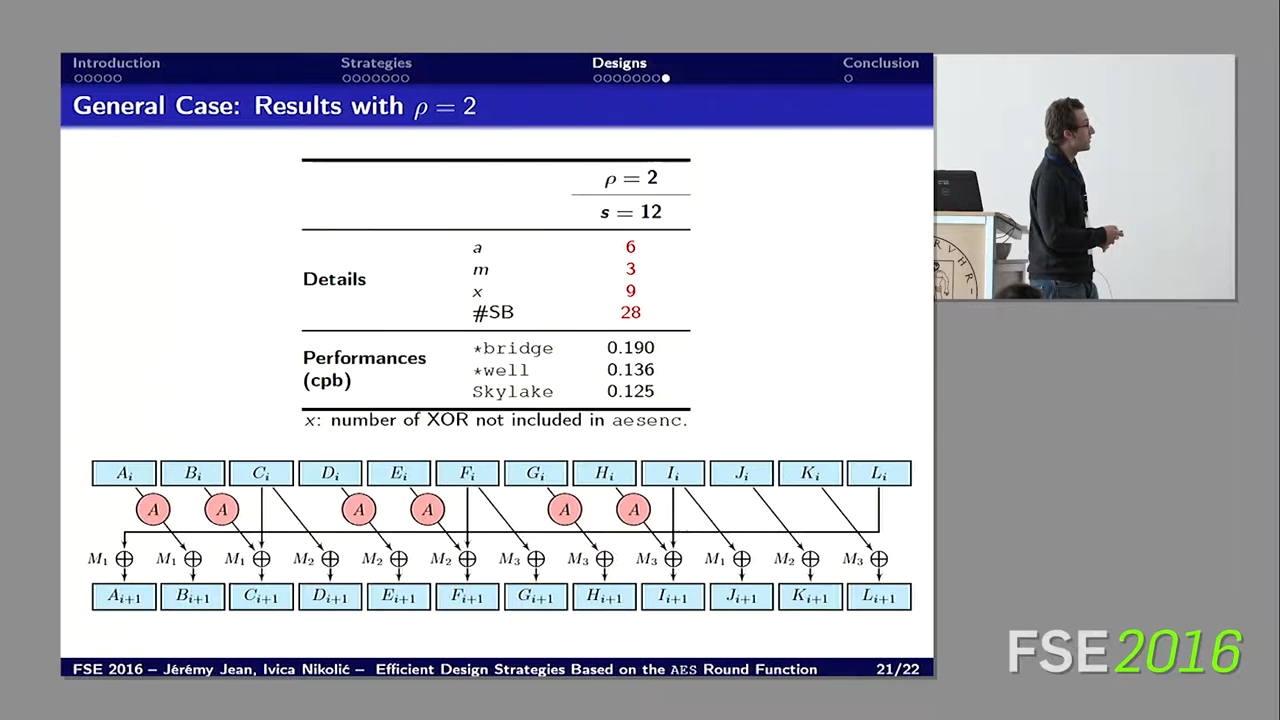 Introduction Strategies Designs Conclusion
General Case: Results with ρ = 2
ρ = 2
s = 12
Details
a 6
m 3
x 9
#SB 28
Performances (cpb)
⋆bridge 0.190
⋆well 0.136
Skylake 0.125
x: number of XOR not included in aesenc.
A_i B_i C_i D_i E_i F_i G_i H_i I_i J_i K_i L_i
A A A A A A
M_1 M_1 M_1 M_2 M_2 M_2 M_3 M_3 M_3 M_1 M_2 M_3
A_{i+1} B_{i+1} C_{i+1} D_{i+1} E_{i+1} F_{i+1} G_{i+1} H_{i+1} I_{i+1} J_{i+1} K_{i+1} L_{i+1}
FSE 2016 – Jérémy Jean, Ivica Nikolić – Efficient Design Strategies Based on the AES Round Function 21/22
FSE 2016